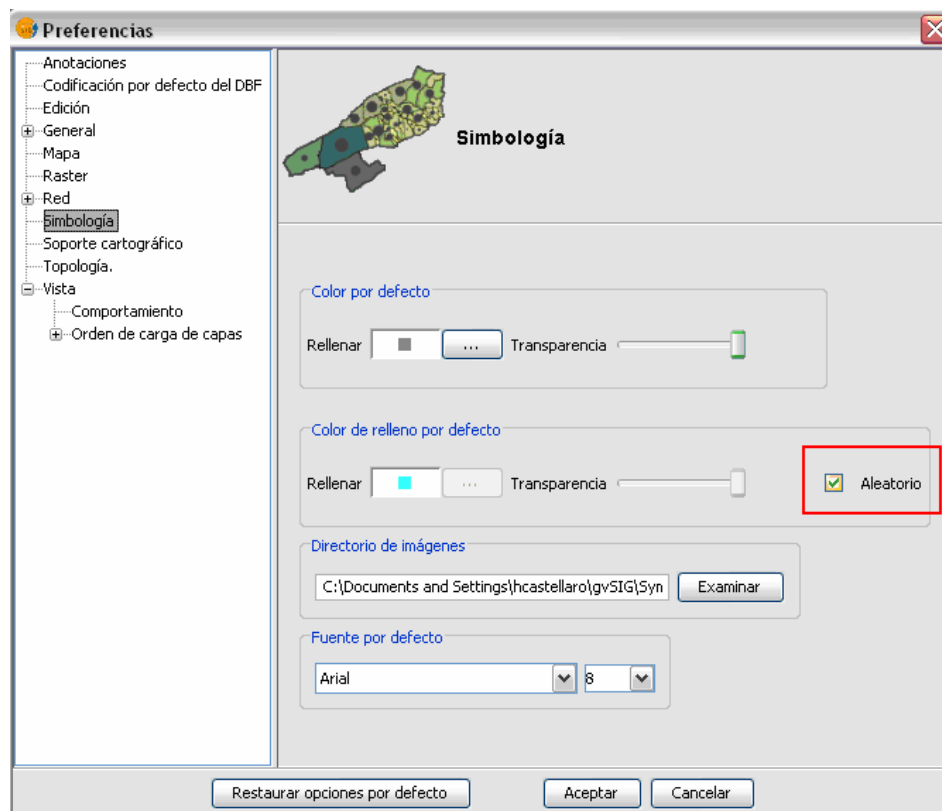 Preferencias
Anotaciones
Codificación por defecto del DBF
Edición
General
Mapa
Raster
Red
Simbología
Soporte cartográfico
Topología.
Vista
Comportamiento
Orden de carga de capas
Simbología
Color por defecto
Rellenar ... Transparencia
Color de relleno por defecto
Rellenar ... Transparencia Aleatorio
Directorio de imágenes
C:\Documents and Settings\hcastellaro\gvSIG\Syn Examinar
Fuente por defecto
Arial 8
Restaurar opciones por defecto Aceptar Cancelar